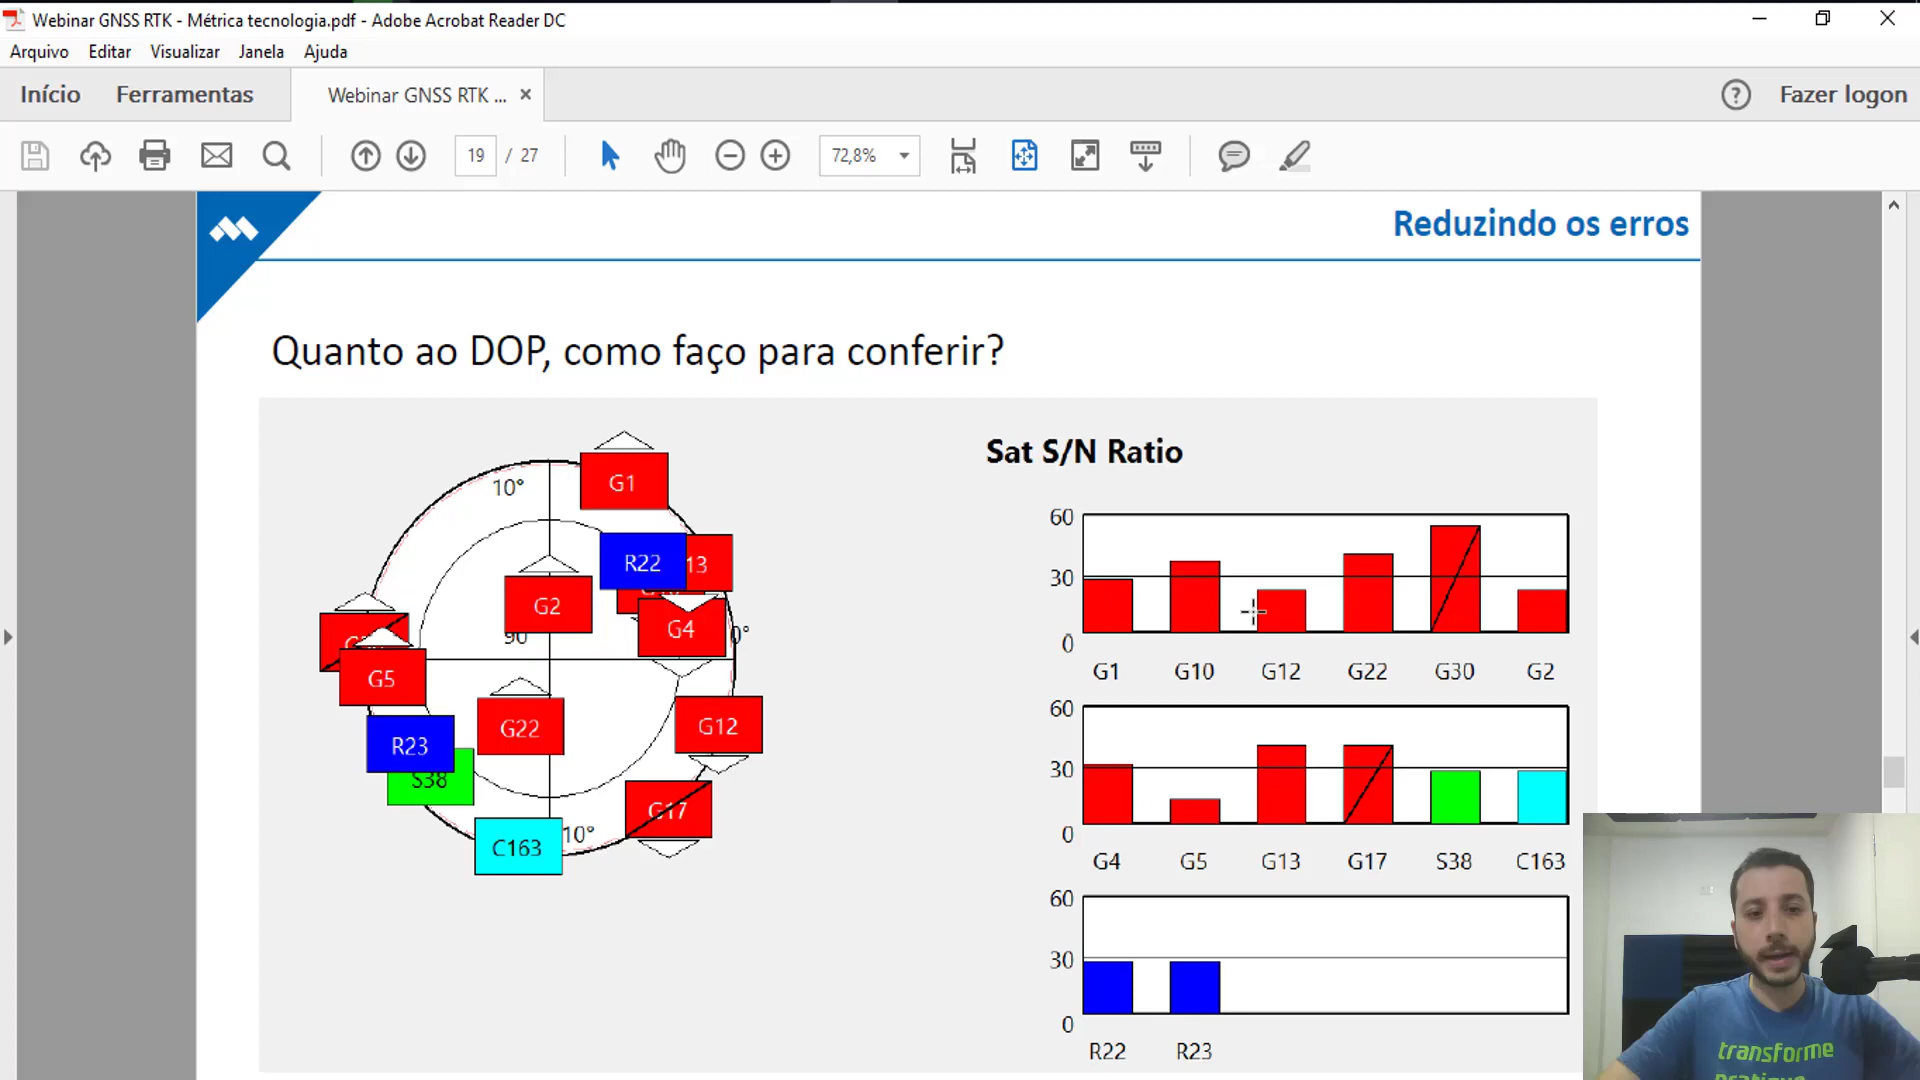 Webinar GNSS RTK - Métrica tecnologia.pdf - Adobe Acrobat Reader DC
Arquivo Editar Visualizar Janela Ajuda
Início Ferramentas Webinar GNSS RTK ... × ? Fazer logon
19 / 27 72,8%
Reduzindo os erros
Quanto ao DOP, como faço para conferir?
Sat S/N Ratio
10°
G1
R22
13
G2
G4
90
0°
G5
G22
G12
R23
S38
G17
10°
C163
60
30
0
G1 G10 G12 G22 G30 G2
60
30
0
G4 G5 G13 G17 S38 C163
60
30
0
R22 R23
transforme